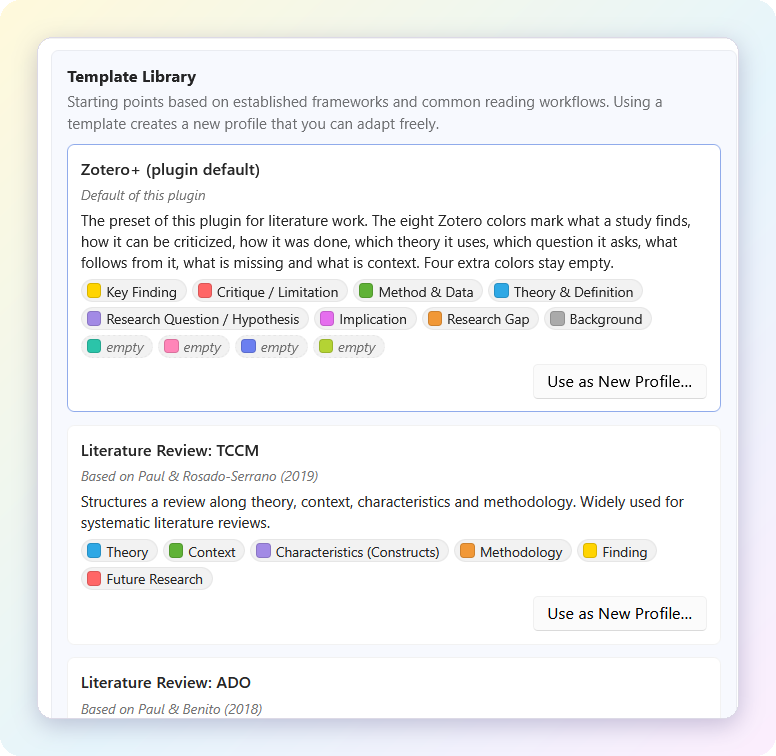 Template Library
Starting points based on established frameworks and common reading workflows. Using a
template creates a new profile that you can adapt freely.
Zotero+ (plugin default)
Default of this plugin
The preset of this plugin for literature work. The eight Zotero colors mark what a study finds,
how it can be criticized, how it was done, which theory it uses, which question it asks, what
follows from it, what is missing and what is context. Four extra colors stay empty.
Key Finding Critique / Limitation Method & Data Theory & Definition
Research Question / Hypothesis Implication Research Gap Background
empty empty empty empty
Use as New Profile...
Literature Review: TCCM
Based on Paul & Rosado-Serrano (2019)
Structures a review along theory, context, characteristics and methodology. Widely used for
systematic literature reviews.
Theory Context Characteristics (Constructs) Methodology Finding
Future Research
Use as New Profile...
Literature Review: ADO
Based on Paul & Benito (2018)